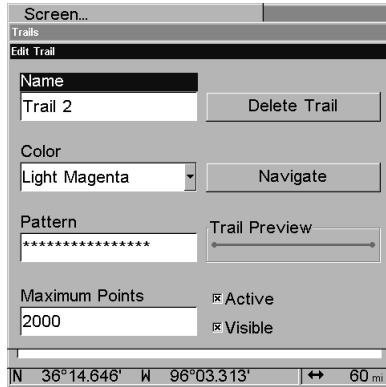 Screen...
Trails
Edit Trail
Name
Trail 2
Delete Trail
Color
Light Magenta
Navigate
Pattern
****************
Trail Preview
Maximum Points
2000
Active
Visible
N 36°14.646' W 96°03.313' ↔ 60 mi